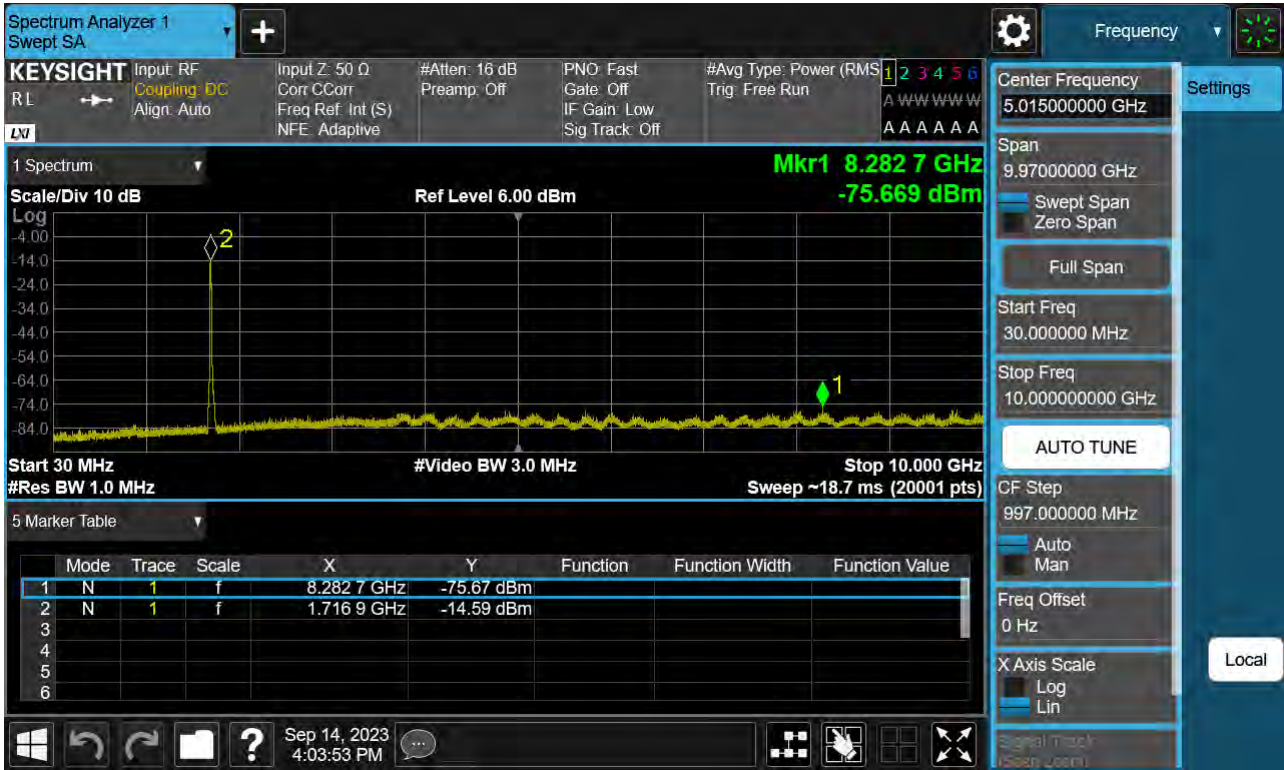 Spectrum Analyzer 1
Swept SA
+
Frequency
KEYSIGHT
RL
LXI
Input: RF
Coupling: DC
Align: Auto
Input Z: 50 Ω
Corr CCorr
Freq Ref: Int (S)
NFE: Adaptive
#Atten: 16 dB
Preamp: Off
PNO: Fast
Gate: Off
IF Gain: Low
Sig Track: Off
#Avg Type: Power (RMS
Trig: Free Run
1 2 3 4 5 6
A W W W W W
A A A A A A
1 Spectrum
Scale/Div 10 dB
Ref Level 6.00 dBm
Mkr1 8.282 7 GHz
-75.669 dBm
Log
-4.00
-14.0
-24.0
-34.0
-44.0
-54.0
-64.0
-74.0
-84.0
2
1
Start 30 MHz
#Video BW 3.0 MHz
Stop 10.000 GHz
#Res BW 1.0 MHz
Sweep ~18.7 ms (20001 pts)
5 Marker Table
Mode Trace Scale X Y Function Function Width Function Value
1 N 1 f 8.282 7 GHz -75.67 dBm
2 N 1 f 1.716 9 GHz -14.59 dBm
3
4
5
6
Sep 14, 2023
4:03:53 PM
Center Frequency
5.015000000 GHz
Settings
Span
9.97000000 GHz
Swept Span
Zero Span
Full Span
Start Freq
30.000000 MHz
Stop Freq
10.000000000 GHz
AUTO TUNE
CF Step
997.000000 MHz
Auto
Man
Freq Offset
0 Hz
X Axis Scale
Log
Lin
Local
Signal Track
(Span Zoom)